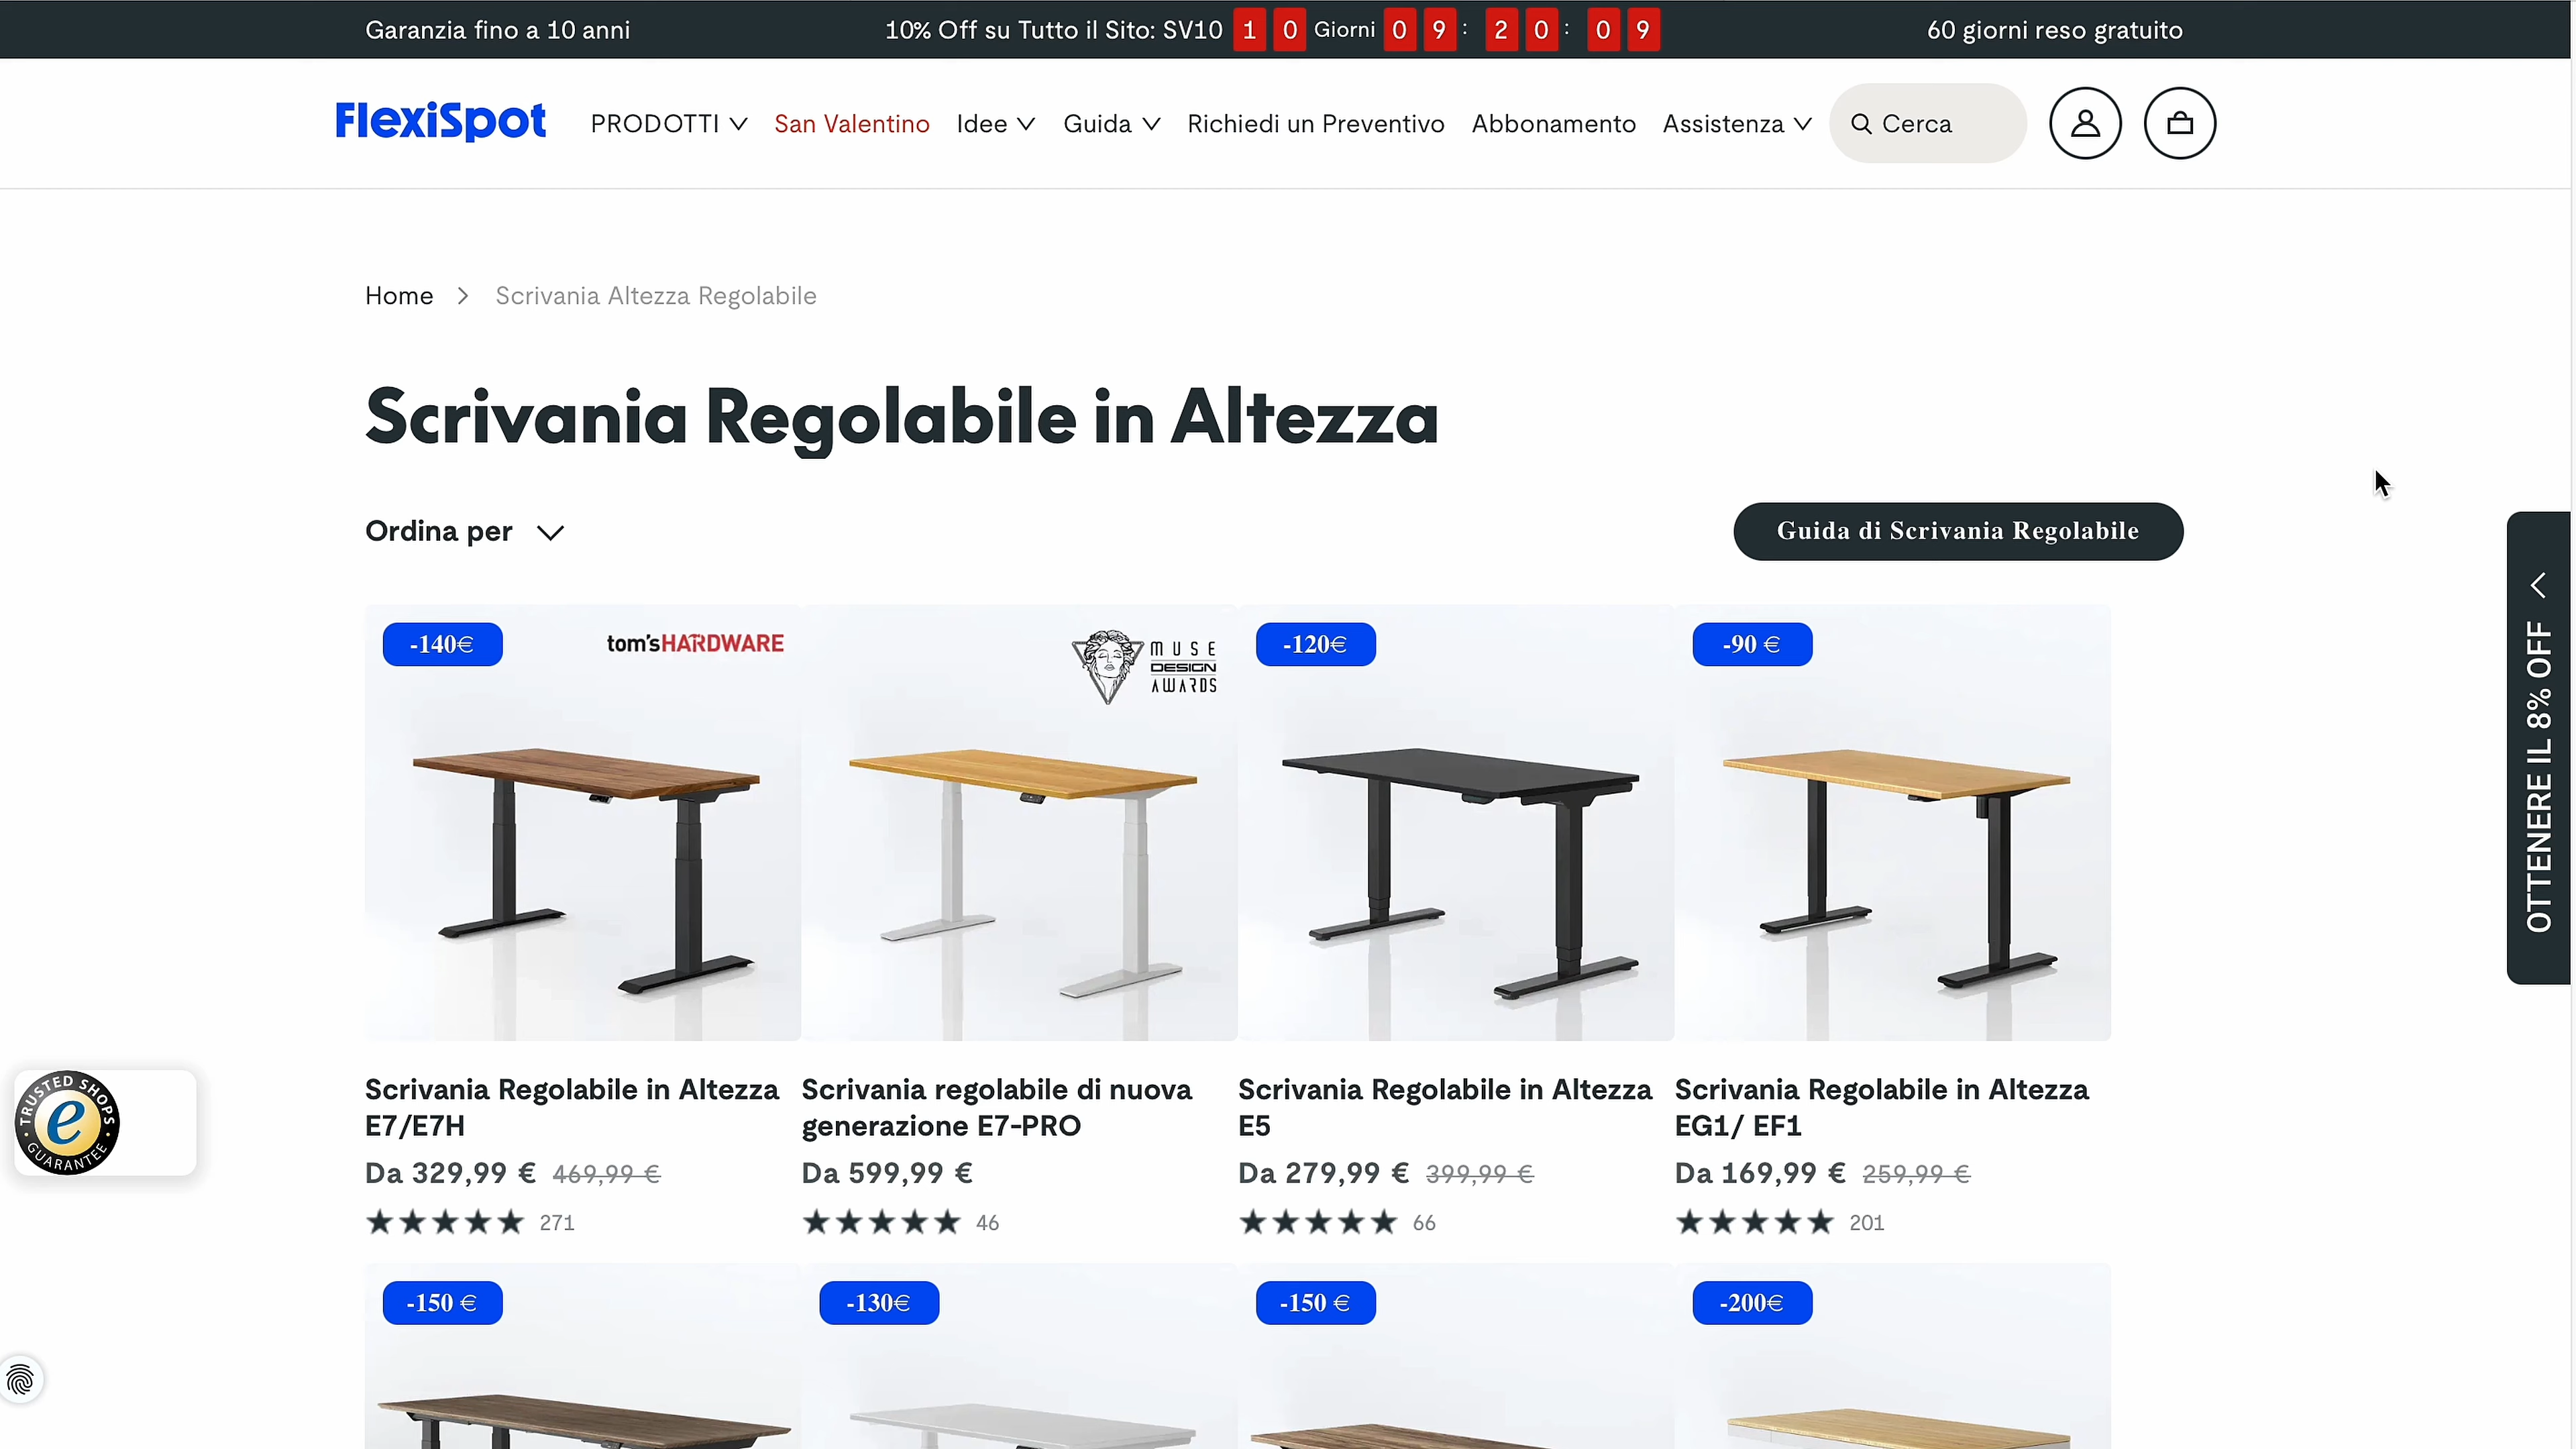 Garanzia fino a 10 anni
10% Off su Tutto il Sito: SV10 1 0 Giorni 0 9 : 2 0 : 0 9
60 giorni reso gratuito
FlexiSpot PRODOTTI San Valentino Idee Guida Richiedi un Preventivo Abbonamento Assistenza Cerca
Home > Scrivania Altezza Regolabile
Scrivania Regolabile in Altezza
Ordina per
Guida di Scrivania Regolabile
OTTENERE IL 8% OFF
-140€
tom'sHARDWARE
MUSE
DESIGN
AWARDS
-120€
-90 €
Scrivania Regolabile in Altezza
E7/E7H
Da 329,99 € 469,99 €
271
Scrivania regolabile di nuova
generazione E7-PRO
Da 599,99 €
46
Scrivania Regolabile in Altezza
E5
Da 279,99 € 399,99 €
66
Scrivania Regolabile in Altezza
EG1/ EF1
Da 169,99 € 259,99 €
201
TRUSTED SHOPS
e
GUARANTEE
-150 €
-130€
-150 €
-200€